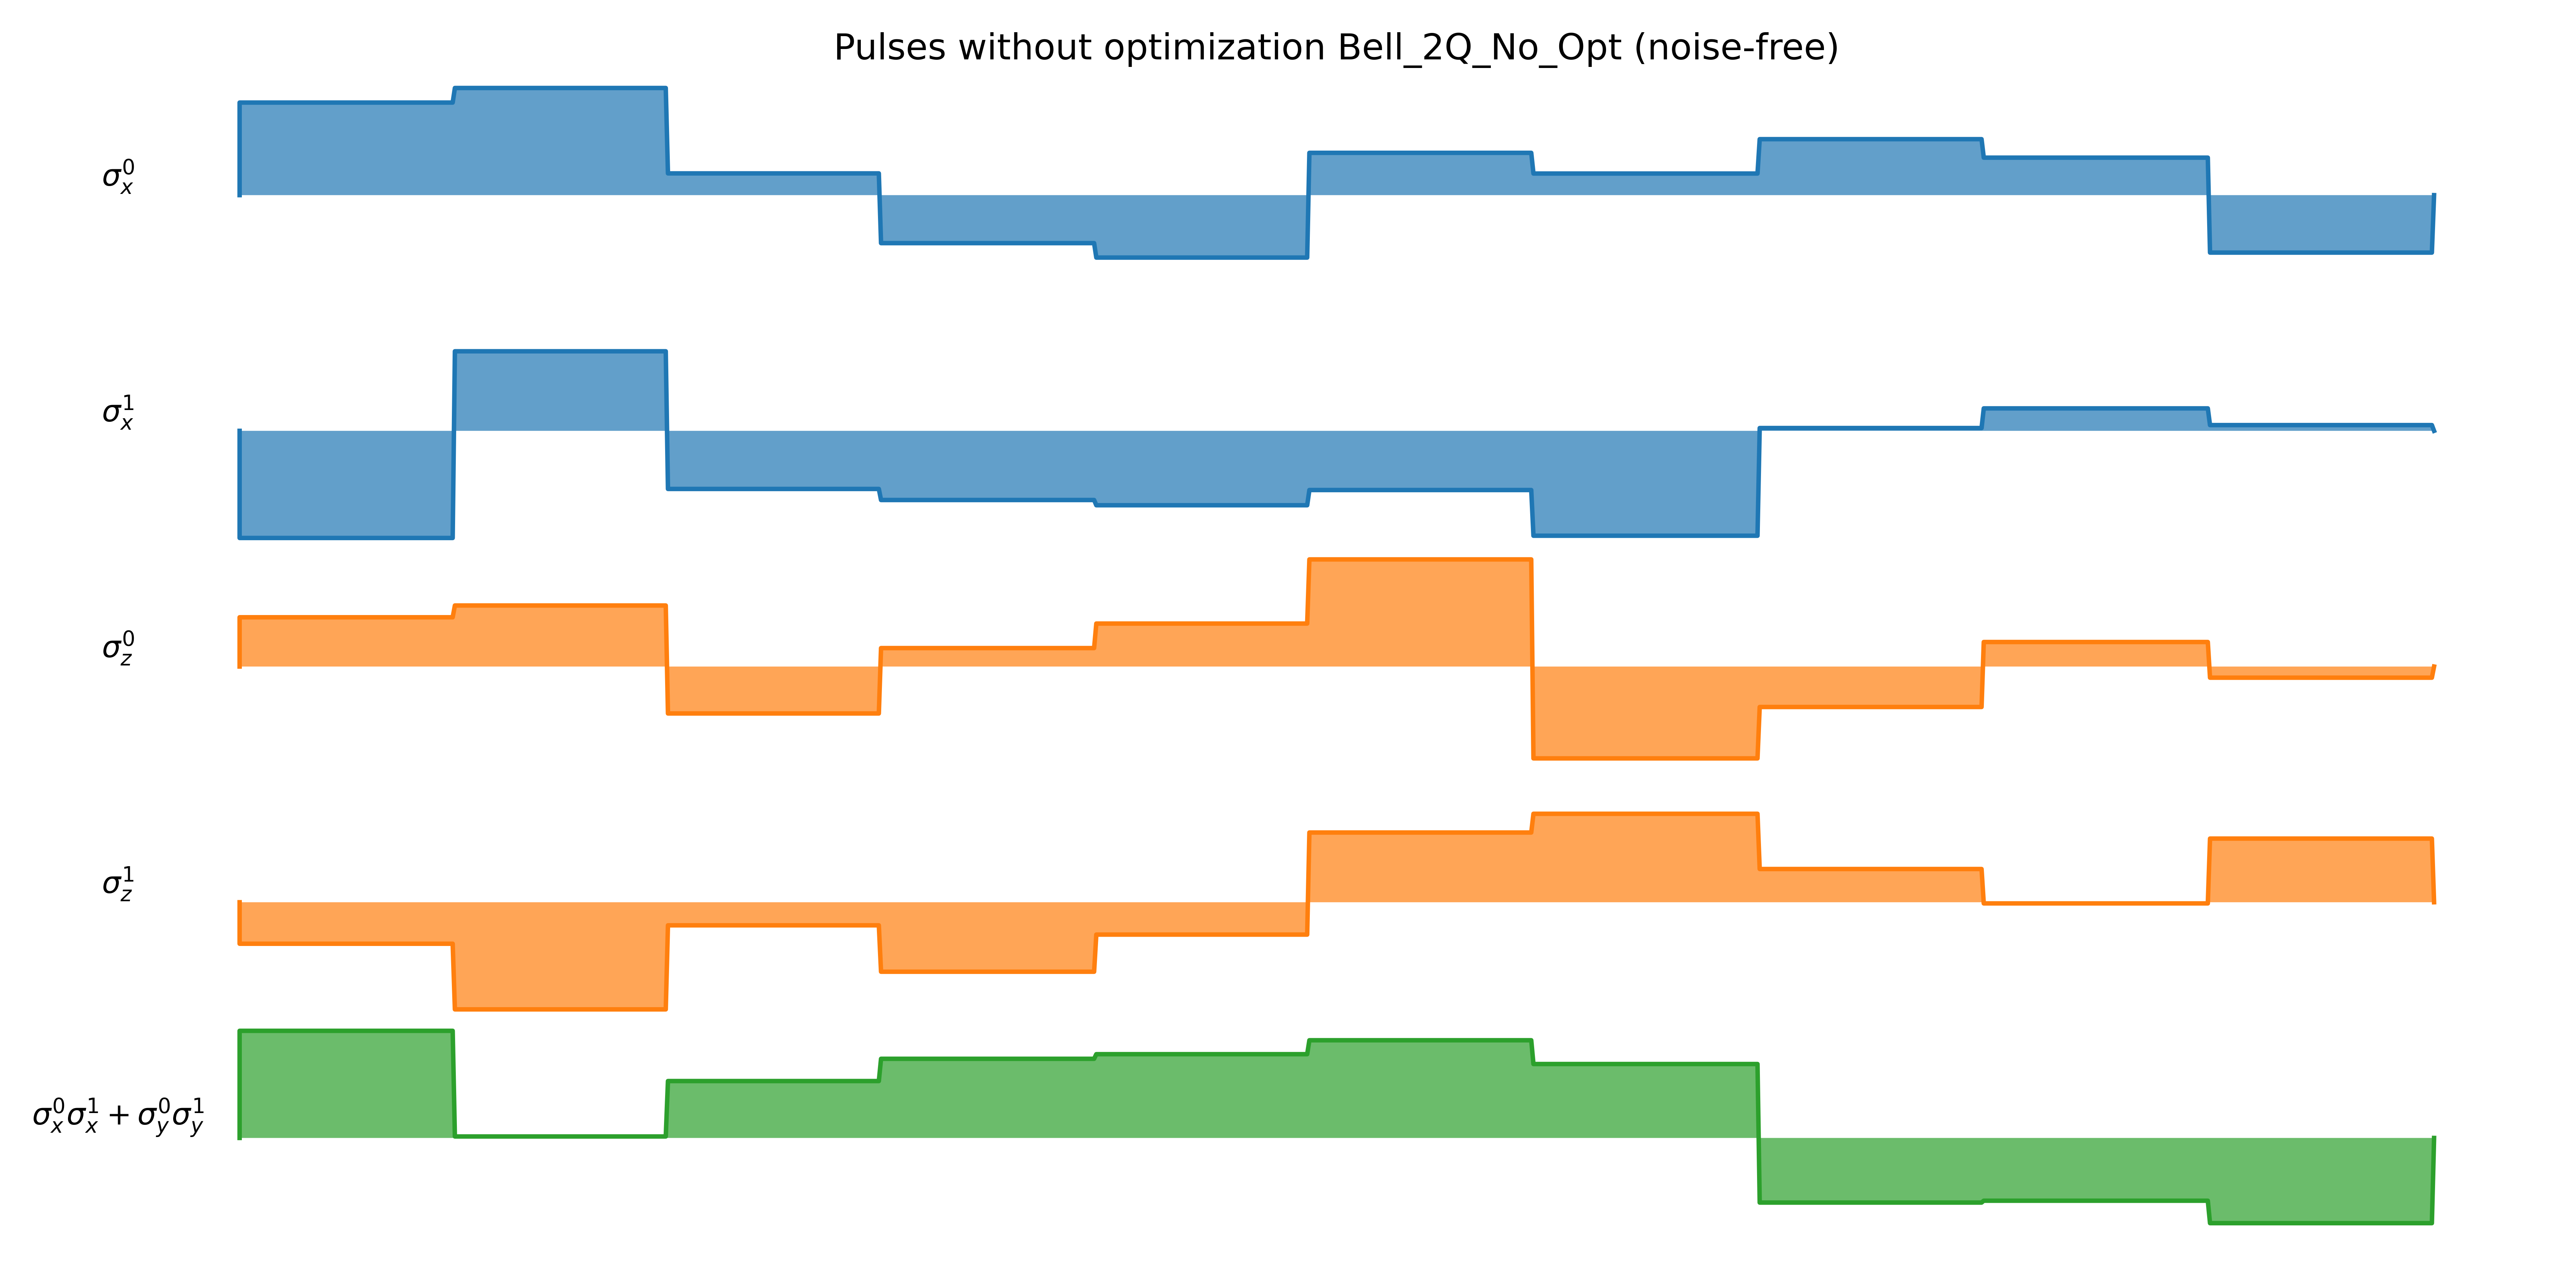 Pulses without optimization Bell_2Q_No_Opt (noise-free)
σ_x^0
σ_x^1
σ_z^0
σ_z^1
σ_x^0σ_x^1 + σ_y^0σ_y^1